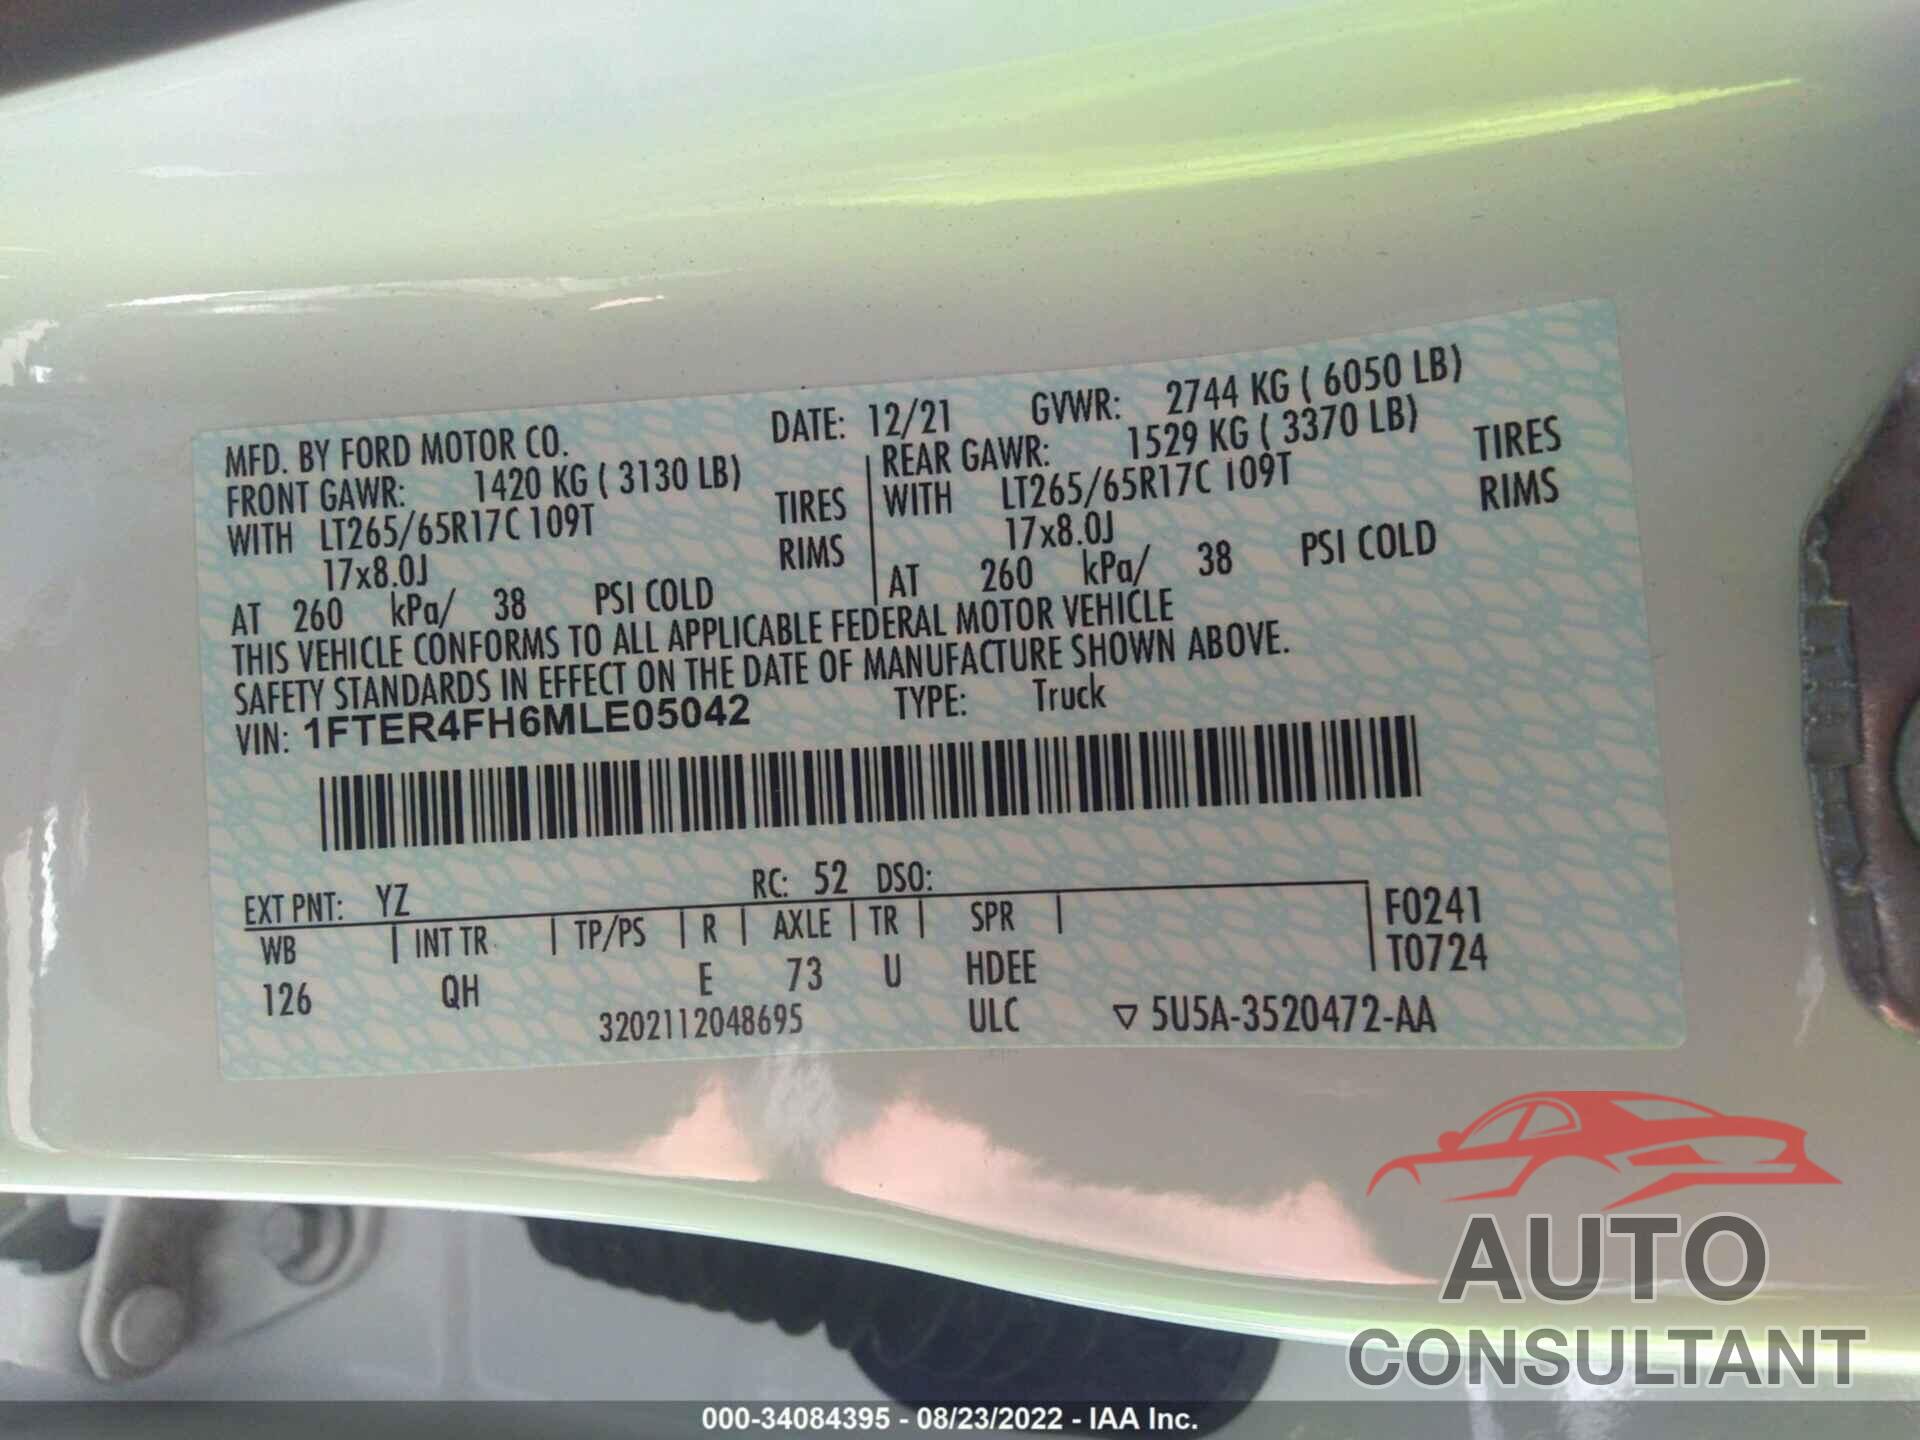 MFD. BY FORD MOTOR CO. DATE: 12/21 GVWR: 2744 KG ( 6050 LB)
FRONT GAWR: 1420 KG ( 3130 LB) REAR GAWR: 1529 KG ( 3370 LB)
WITH LT265/65R17C 109T TIRES WITH LT265/65R17C 109T TIRES
17x8.0J RIMS 17x8.0J RIMS
AT 260 kPa/ 38 PSI COLD AT 260 kPa/ 38 PSI COLD
THIS VEHICLE CONFORMS TO ALL APPLICABLE FEDERAL MOTOR VEHICLE
SAFETY STANDARDS IN EFFECT ON THE DATE OF MANUFACTURE SHOWN ABOVE.
VIN: 1FTER4FH6MLE05042 TYPE: Truck
EXT PNT: YZ RC: 52 DSO:
WB INT TR TP/PS R AXLE TR SPR F0241
126 QH E 73 U HDEE T0724
3202112048695 ULC ▽ 5U5A-3520472-AA
AUTO
CONSULTANT
000-34084395 - 08/23/2022 - IAA Inc.